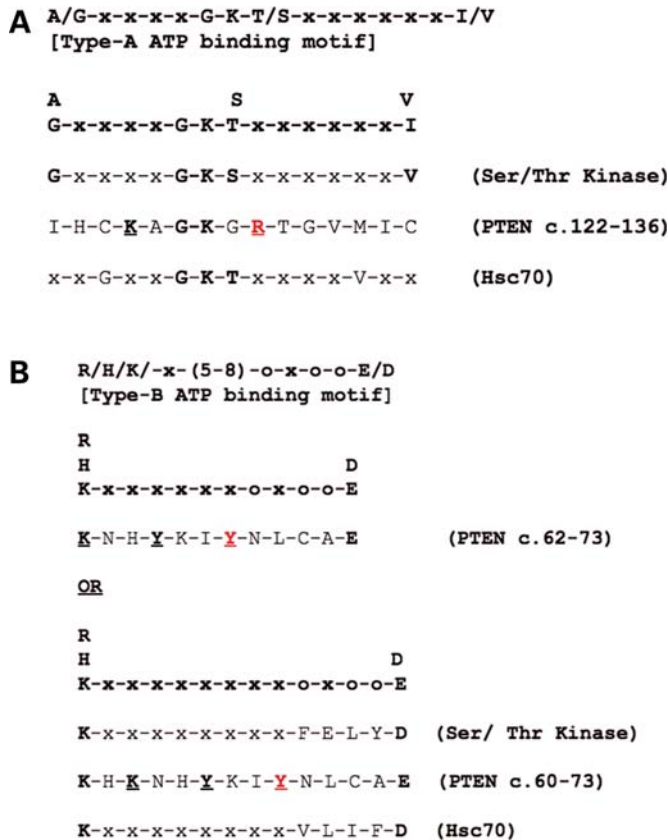 A
A/G-x-x-x-x-G-K-T/S-x-x-x-x-x-x-I/V
[Type-A ATP binding motif]
A S V
G-x-x-x-x-G-K-T-x-x-x-x-x-x-I
G-x-x-x-x-G-K-S-x-x-x-x-x-x-V (Ser/Thr Kinase)
I-H-C-K-A-G-K-G-R-T-G-V-M-I-C (PTEN c.122-136)
x-x-G-x-x-G-K-T-x-x-x-x-V-x-x (Hsc70)
B
R/H/K/-x-(5-8)-o-x-o-o-E/D
[Type-B ATP binding motif]
R
H D
K-x-x-x-x-x-x-o-x-o-o-E
K-N-H-Y-K-I-Y-N-L-C-A-E (PTEN c.62-73)
OR
R
H D
K-x-x-x-x-x-x-x-x-o-x-o-o-E
K-x-x-x-x-x-x-x-x-F-E-L-Y-D (Ser/ Thr Kinase)
K-H-K-N-H-Y-K-I-Y-N-L-C-A-E (PTEN c.60-73)
K-x-x-x-x-x-x-x-x-V-L-I-F-D (Hsc70)